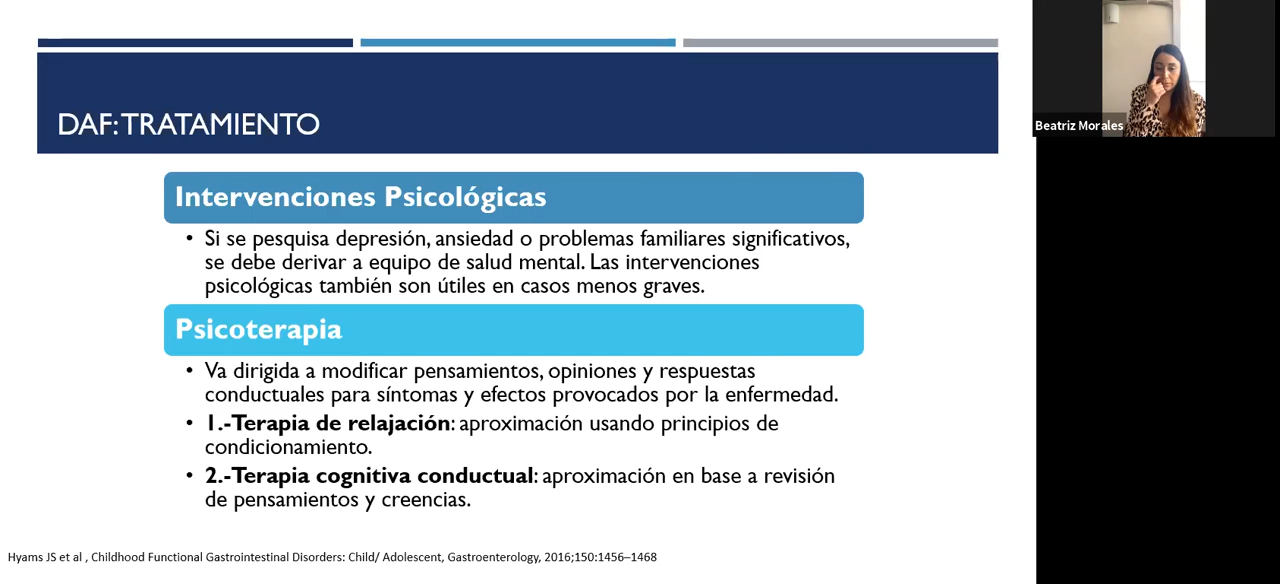 DAF: TRATAMIENTO
Intervenciones Psicológicas
• Si se pesquisa depresión, ansiedad o problemas familiares significativos,
se debe derivar a equipo de salud mental. Las intervenciones
psicológicas también son útiles en casos menos graves.
Psicoterapia
• Va dirigida a modificar pensamientos, opiniones y respuestas
conductuales para síntomas y efectos provocados por la enfermedad.
• 1.-Terapia de relajación: aproximación usando principios de
condicionamiento.
• 2.-Terapia cognitiva conductual: aproximación en base a revisión
de pensamientos y creencias.
Hyams JS et al , Childhood Functional Gastrointestinal Disorders: Child/ Adolescent, Gastroenterology, 2016;150:1456–1468
Beatriz Morales